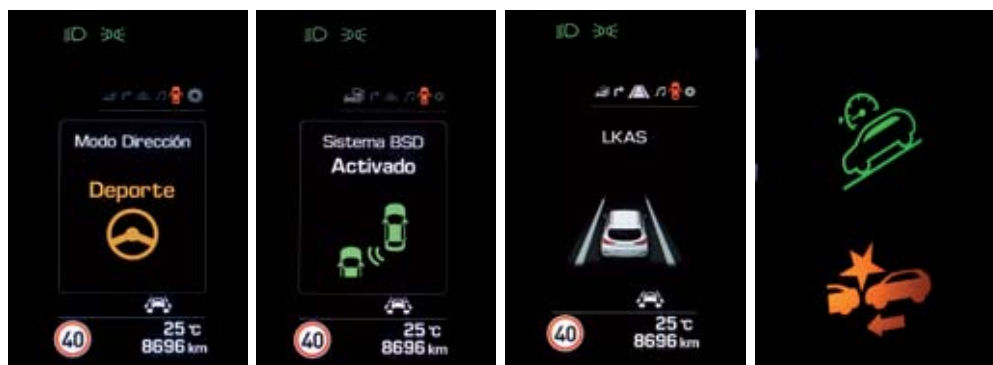 Modo Dirección
Deporte
40
25 °C
8696 km
Sistema BSD
Activado
40
25 °C
8696 km
LKAS
40
25 °C
8696 km